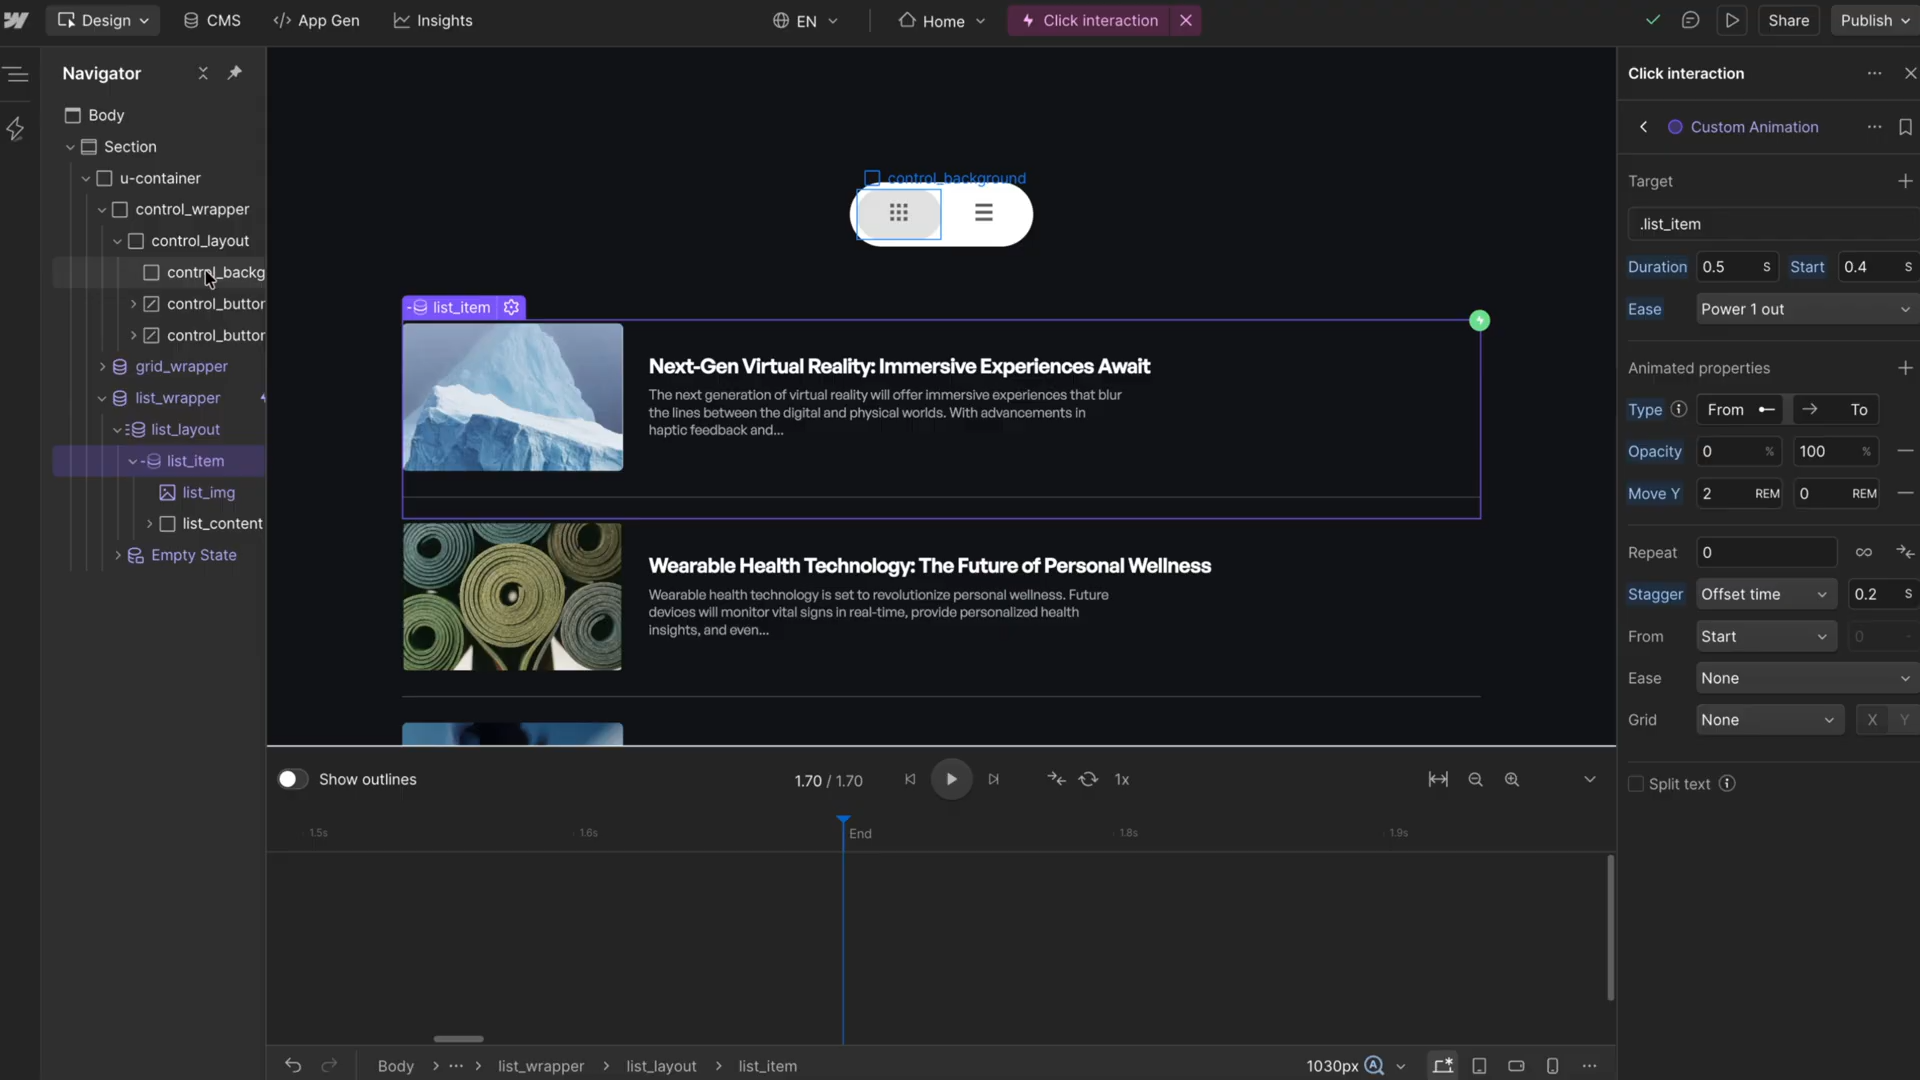 Design
CMS
App Gen
Insights
EN
Home
Click interaction
Share
Publish
Navigator
Body
Section
u-container
control_wrapper
control_layout
control_backg
control_button
control_button
grid_wrapper
list_wrapper
list_layout
list_item
list_img
list_content
Empty State
control_background
list_item
Next-Gen Virtual Reality: Immersive Experiences Await
The next generation of virtual reality will offer immersive experiences that blur
the lines between the digital and physical worlds. With advancements in
haptic feedback and...
Wearable Health Technology: The Future of Personal Wellness
Wearable health technology is set to revolutionize personal wellness. Future
devices will monitor vital signs in real-time, provide personalized health
insights, and even...
Show outlines
1.70 / 1.70
1x
1.5s
1.6s
End
1.8s
1.9s
Body > ... > list_wrapper > list_layout > list_item
1030px
Click interaction
Custom Animation
Target
.list_item
Duration 0.5 S Start 0.4 S
Ease Power 1 out
Animated properties
Type From To
Opacity 0 % 100 %
Move Y 2 REM 0 REM
Repeat 0
Stagger Offset time 0.2 S
From Start 0 -
Ease None
Grid None X Y
Split text